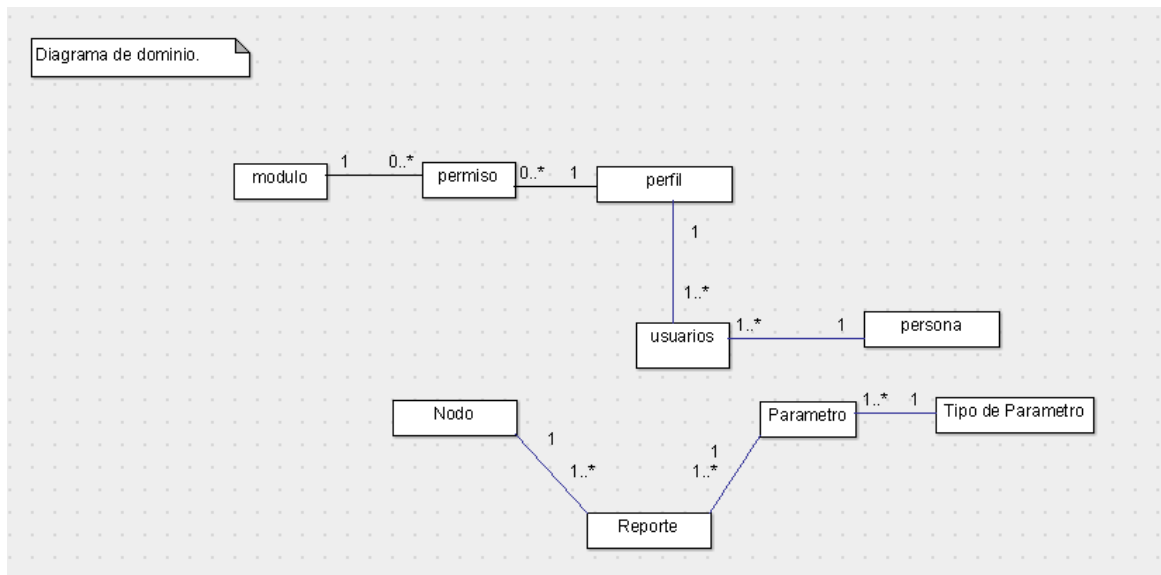 Diagrama de dominio.
modulo 1 0..* permiso 0..* 1 perfil
1
1..*
usuarios 1..* 1 persona
Nodo 1 1..*
Parametro 1..* 1 Tipo de Parametro
1
1..*
Reporte